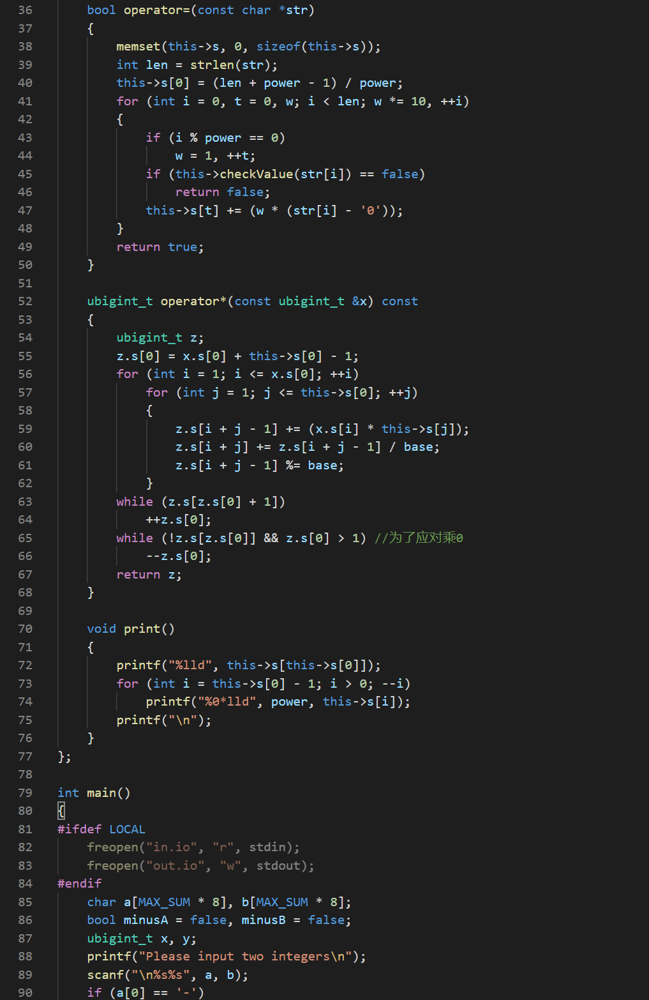 36 bool operator=(const char *str)
37 {
38 memset(this->s, 0, sizeof(this->s));
39 int len = strlen(str);
40 this->s[0] = (len + power - 1) / power;
41 for (int i = 0, t = 0, w; i < len; w *= 10, ++i)
42 {
43 if (i % power == 0)
44 w = 1, ++t;
45 if (this->checkValue(str[i]) == false)
46 return false;
47 this->s[t] += (w * (str[i] - '0'));
48 }
49 return true;
50 }
51
52 ubigint_t operator*(const ubigint_t &x) const
53 {
54 ubigint_t z;
55 z.s[0] = x.s[0] + this->s[0] - 1;
56 for (int i = 1; i <= x.s[0]; ++i)
57 for (int j = 1; j <= this->s[0]; ++j)
58 {
59 z.s[i + j - 1] += (x.s[i] * this->s[j]);
60 z.s[i + j] += z.s[i + j - 1] / base;
61 z.s[i + j - 1] %= base;
62 }
63 while (z.s[z.s[0] + 1])
64 ++z.s[0];
65 while (!z.s[z.s[0]] && z.s[0] > 1) //为了应对乘0
66 --z.s[0];
67 return z;
68 }
69
70 void print()
71 {
72 printf("%lld", this->s[this->s[0]]);
73 for (int i = this->s[0] - 1; i > 0; --i)
74 printf("%0*lld", power, this->s[i]);
75 printf("\n");
76 }
77 };
78
79 int main()
80 {
81 #ifdef LOCAL
82 freopen("in.io", "r", stdin);
83 freopen("out.io", "w", stdout);
84 #endif
85 char a[MAX_SUM * 8], b[MAX_SUM * 8];
86 bool minusA = false, minusB = false;
87 ubigint_t x, y;
88 printf("Please input two integers\n");
89 scanf("\n%s%s", a, b);
90 if (a[0] == '-')